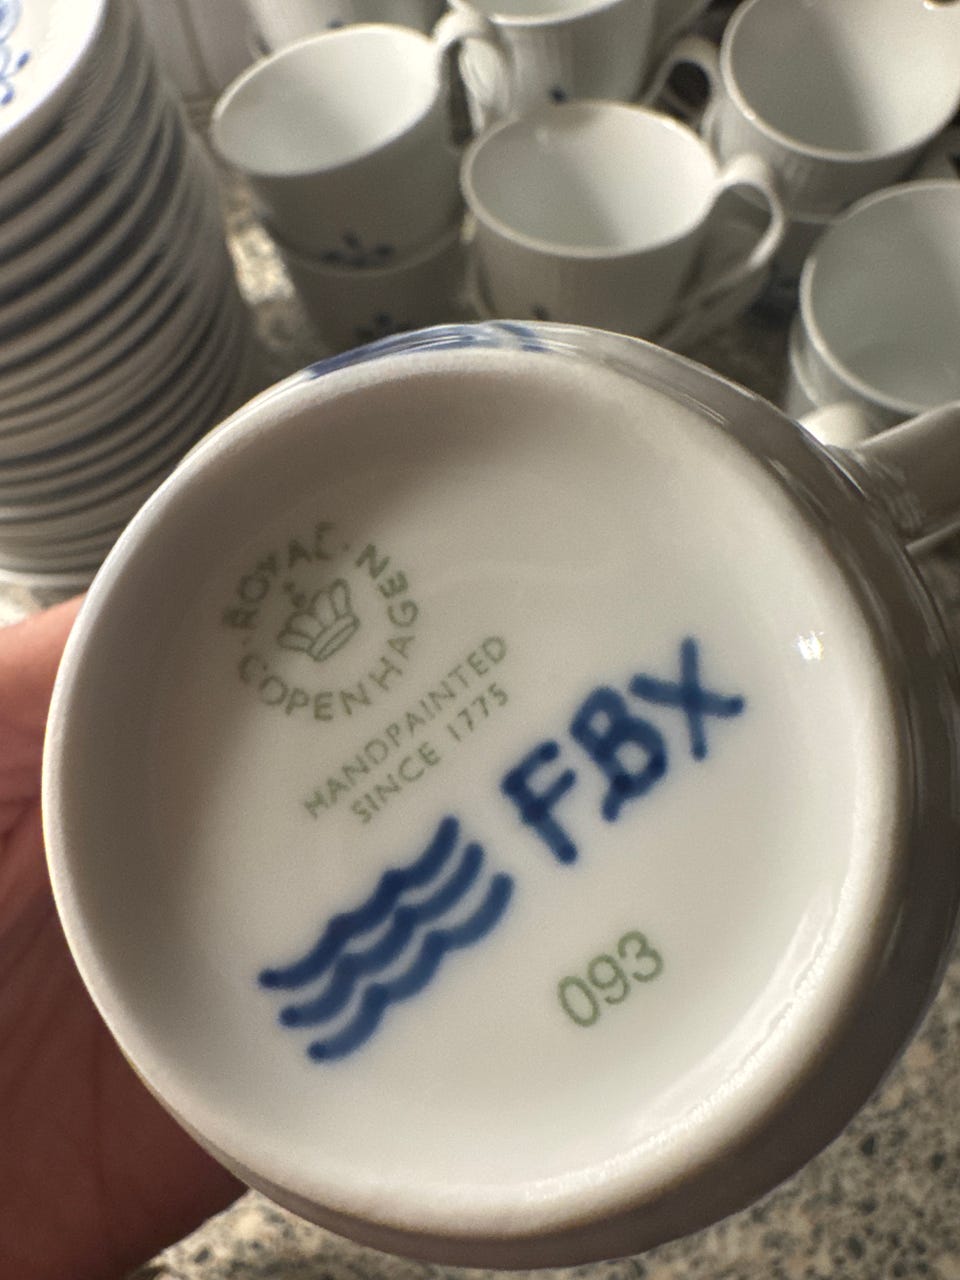 ROYAL COPENHAGEN
HANDPAINTED
SINCE 1775
FBX
093